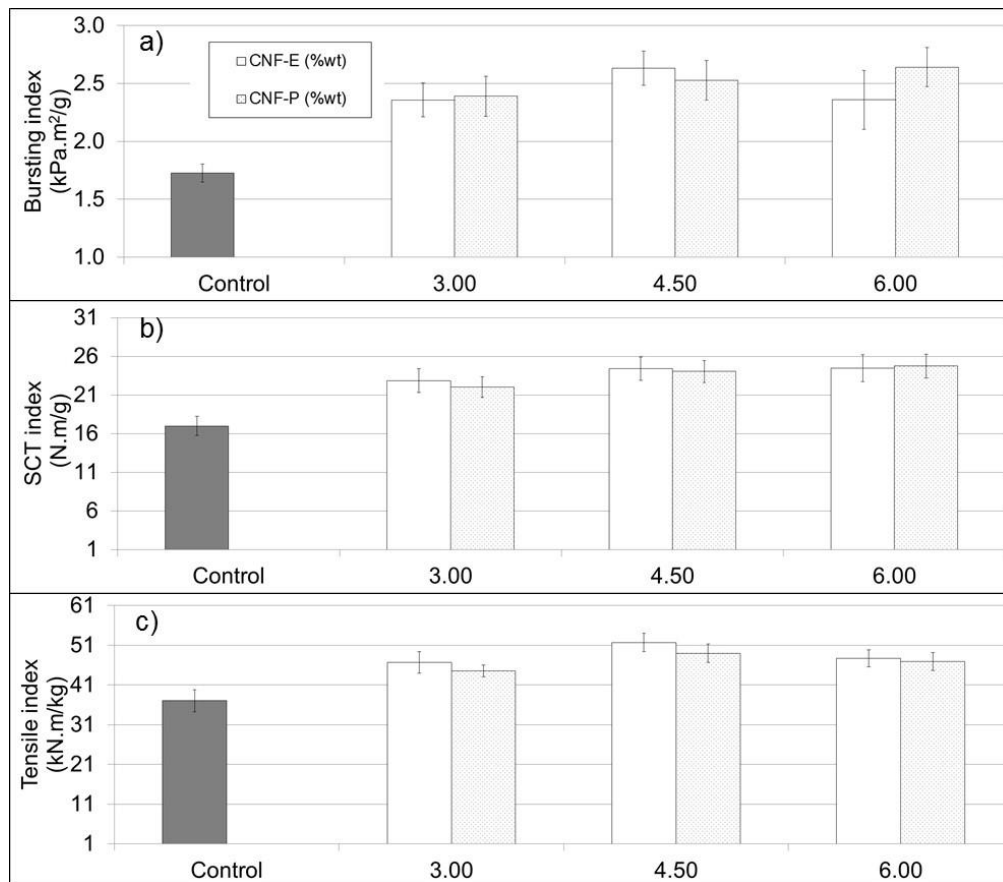 a)
CNF-E (%wt)
CNF-P (%wt)
Bursting index
(kPa.m²/g)
3.0
2.5
2.0
1.5
1.0
Control 3.00 4.50 6.00
b)
SCT index
(N.m/g)
31
26
21
16
11
6
1
Control 3.00 4.50 6.00
c)
Tensile index
(kN.m/kg)
61
51
41
31
21
11
1
Control 3.00 4.50 6.00